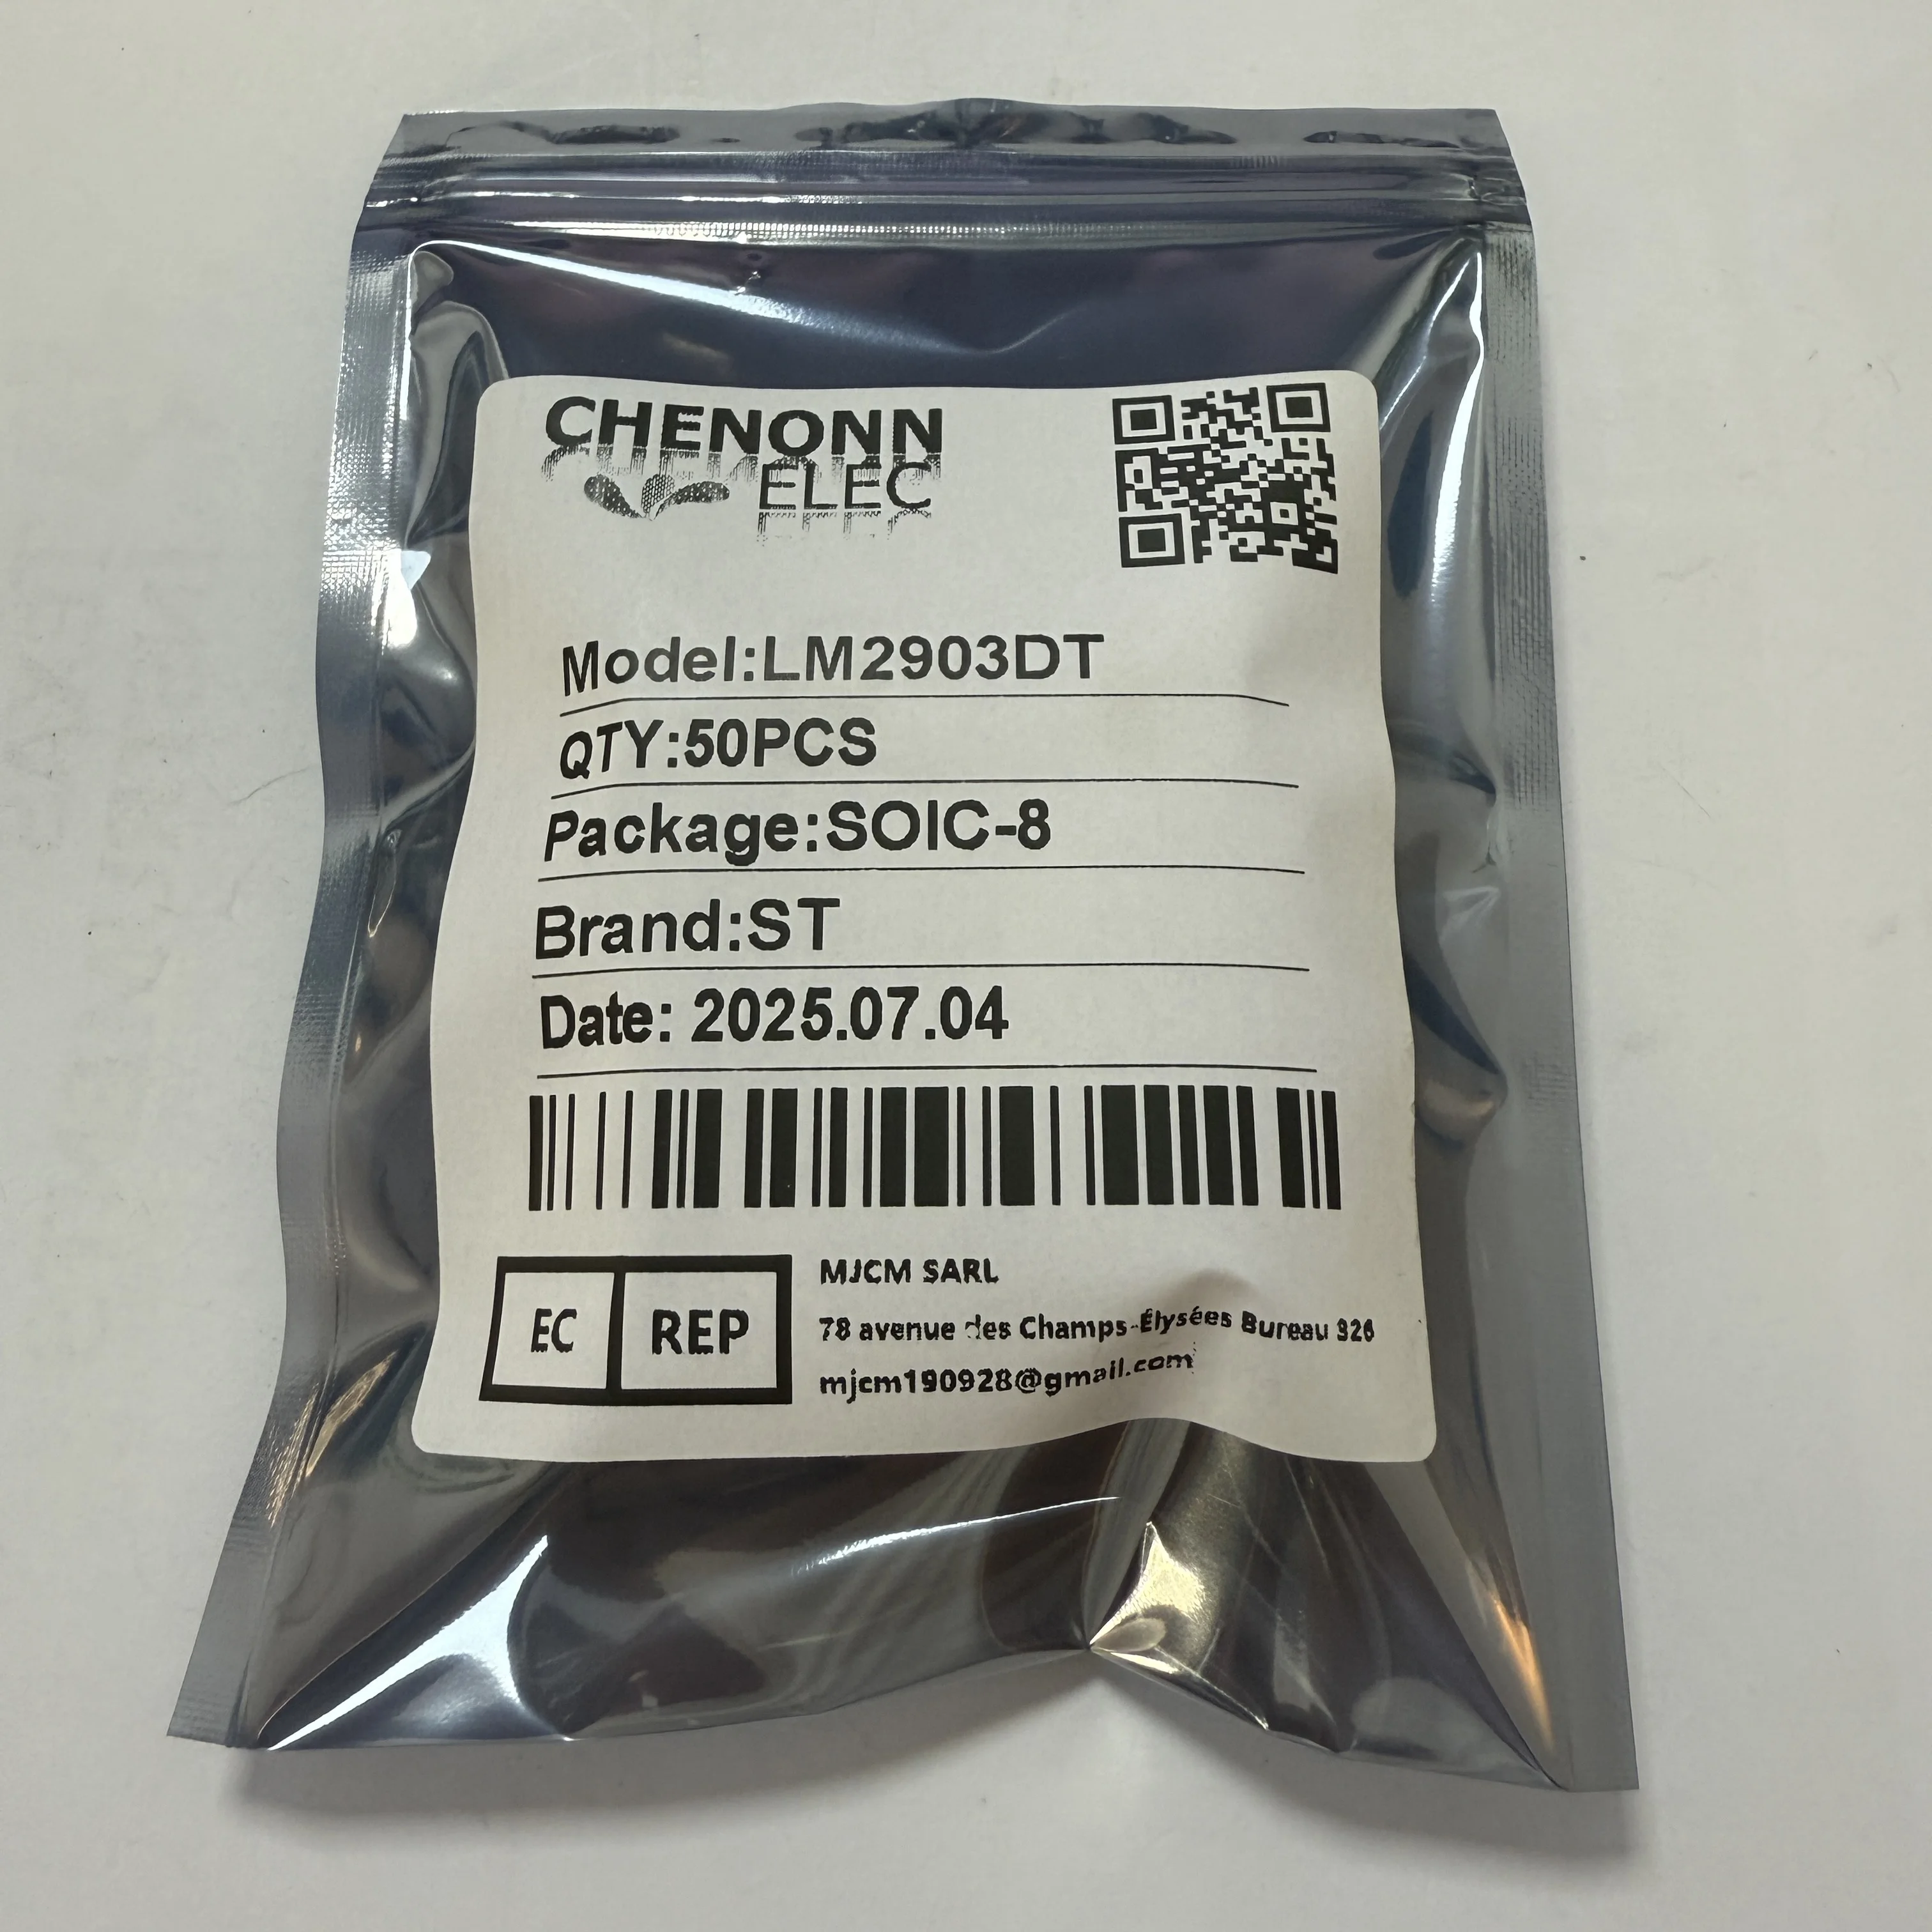 CHENONN
ELEC
Model:LM2903DT
QTY:50PCS
Package:SOIC-8
Brand:ST
Date: 2025.07.04
EC REP
MJCM SARL
78 avenue des Champs-Élysées Bureau 326
mjcm190928@gmail.com